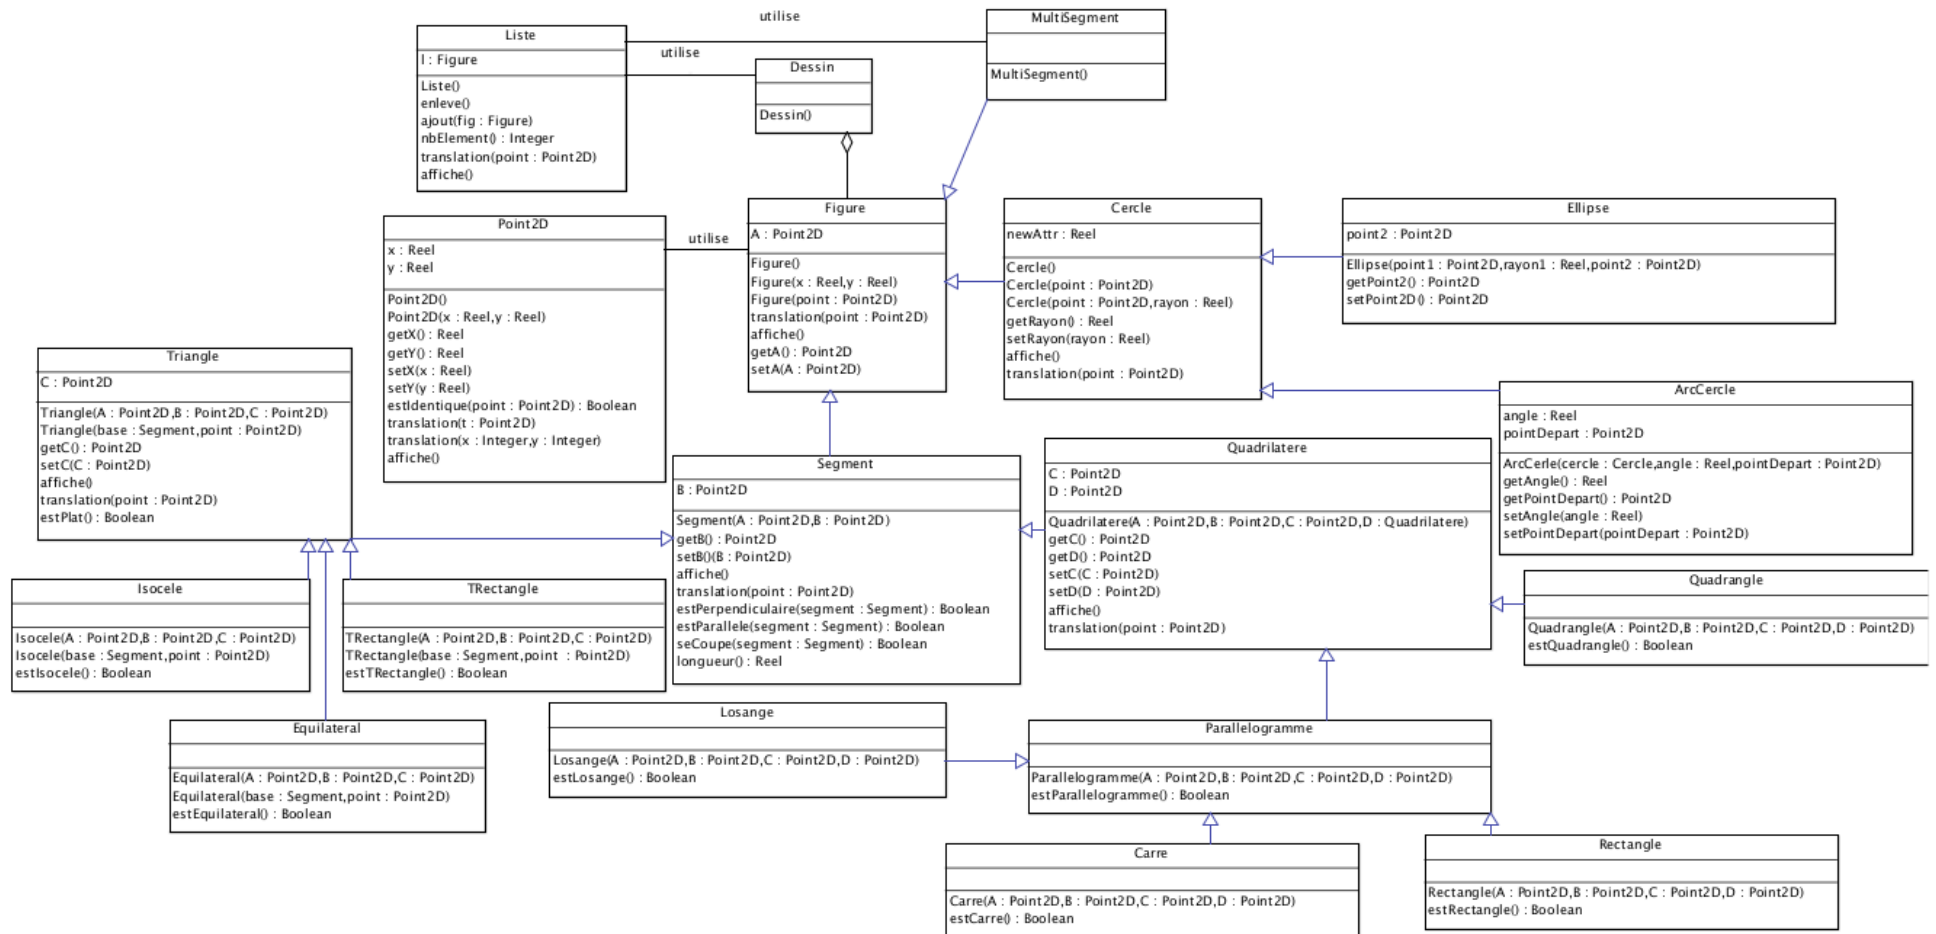 utilise
MultiSegment
MultiSegment()
Liste
l : Figure
Liste()
enleve()
ajout(fig : Figure)
nbElement() : Integer
translation(point : Point2D)
affiche()
utilise
Dessin
Dessin()
Point2D
x : Reel
y : Reel
Point2D()
Point2D(x : Reel,y : Reel)
getX() : Reel
getY() : Reel
setX(x : Reel)
setY(y : Reel)
estIdentique(point : Point2D) : Boolean
translation(t : Point2D)
translation(x : Integer,y : Integer)
affiche()
utilise
Figure
A : Point2D
Figure()
Figure(x : Reel,y : Reel)
Figure(point : Point2D)
translation(point : Point2D)
affiche()
getA() : Point2D
setA(A : Point2D)
Cercle
newAttr : Reel
Cercle()
Cercle(point : Point2D)
Cercle(point : Point2D,rayon : Reel)
getRayon() : Reel
setRayon(rayon : Reel)
affiche()
translation(point : Point2D)
Ellipse
point2 : Point2D
Ellipse(point1 : Point2D,rayon1 : Reel,point2 : Point2D)
getPoint2() : Point2D
setPoint2D() : Point2D
Triangle
C : Point2D
Triangle(A : Point2D,B : Point2D,C : Point2D)
Triangle(base : Segment,point : Point2D)
getC() : Point2D
setC(C : Point2D)
affiche()
translation(point : Point2D)
estPlat() : Boolean
ArcCercle
angle : Reel
pointDepart : Point2D
ArcCerle(cercle : Cercle,angle : Reel,pointDepart : Point2D)
getAngle() : Reel
getPointDepart() : Point2D
setAngle(angle : Reel)
setPointDepart(pointDepart : Point2D)
Segment
B : Point2D
Segment(A : Point2D,B : Point2D)
getB() : Point2D
setB()(B : Point2D)
affiche()
translation(point : Point2D)
estPerpendiculaire(segment : Segment) : Boolean
estParallele(segment : Segment) : Boolean
seCoupe(segment : Segment) : Boolean
longueur() : Reel
Quadrilatere
C : Point2D
D : Point2D
Quadrilatere(A : Point2D,B : Point2D,C : Point2D,D : Quadrilatere)
getC() : Point2D
getD() : Point2D
setC(C : Point2D)
setD(D : Point2D)
affiche()
translation(point : Point2D)
Quadrangle
Quadrangle(A : Point2D,B : Point2D,C : Point2D,D : Point2D)
estQuadrangle() : Boolean
Isocele
Isocele(A : Point2D,B : Point2D,C : Point2D)
Isocele(base : Segment,point : Point2D)
estIsocele() : Boolean
TRectangle
TRectangle(A : Point2D,B : Point2D,C : Point2D)
TRectangle(base : Segment,point : Point2D)
estTRectangle() : Boolean
Equilateral
Equilateral(A : Point2D,B : Point2D,C : Point2D)
Equilateral(base : Segment,point : Point2D)
estEquilateral() : Boolean
Losange
Losange(A : Point2D,B : Point2D,C : Point2D,D : Point2D)
estLosange() : Boolean
Parallelogramme
Parallelogramme(A : Point2D,B : Point2D,C : Point2D,D : Point2D)
estParallelogramme() : Boolean
Carre
Carre(A : Point2D,B : Point2D,C : Point2D,D : Point2D)
estCarre() : Boolean
Rectangle
Rectangle(A : Point2D,B : Point2D,C : Point2D,D : Point2D)
estRectangle() : Boolean